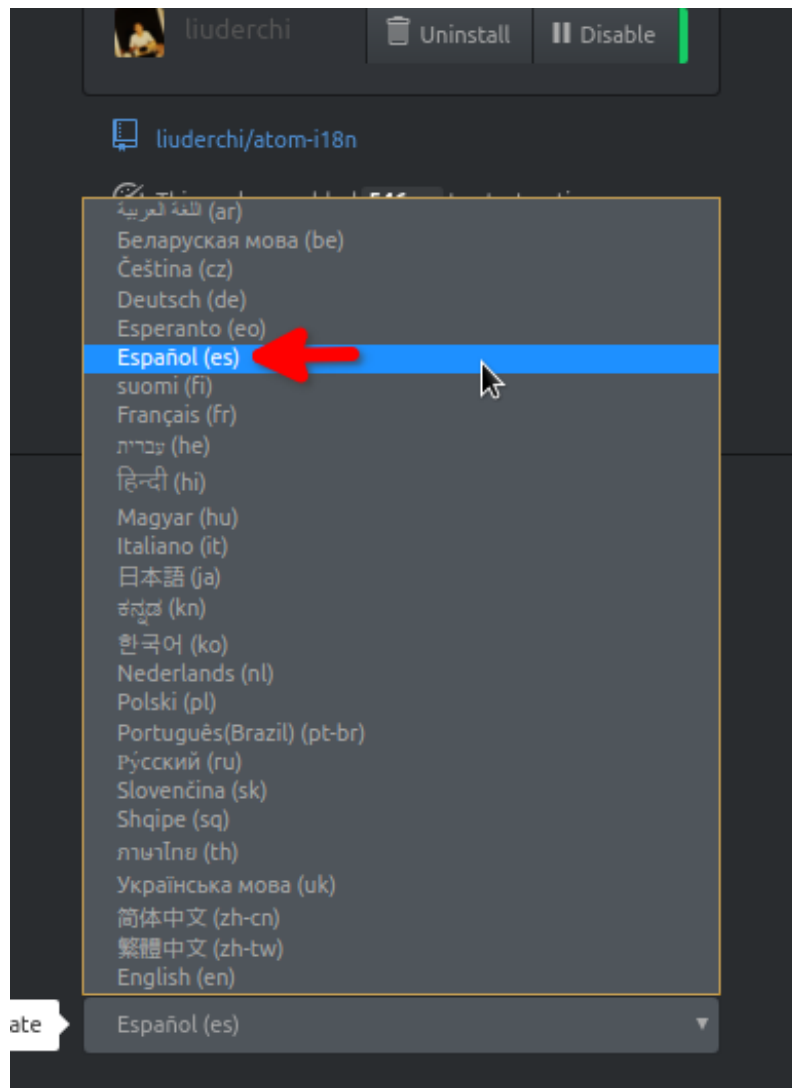 liuderchi
Uninstall
Disable
liuderchi/atom-i18n
اللغة العربية (ar)
Беларуская мова (be)
Čeština (cz)
Deutsch (de)
Esperanto (eo)
Español (es)
suomi (fi)
Français (fr)
עברית (he)
हिन्दी (hi)
Magyar (hu)
Italiano (it)
日本語 (ja)
ಕನ್ನಡ (kn)
한국어 (ko)
Nederlands (nl)
Polski (pl)
Português(Brazil) (pt-br)
Ру́сский (ru)
Slovenčina (sk)
Shqipe (sq)
ภาษาไทย (th)
Українська мова (uk)
简体中文 (zh-cn)
繁體中文 (zh-tw)
English (en)
ate
Español (es)